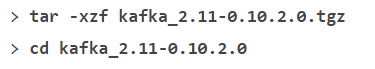 > tar -xzf kafka_2.11-0.10.2.0.tgz
> cd kafka_2.11-0.10.2.0